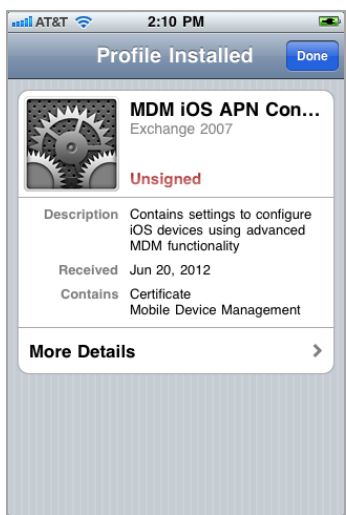 AT&T 2:10 PM
Profile Installed Done
MDM iOS APN Con...
Exchange 2007
Unsigned
Description Contains settings to configure
iOS devices using advanced
MDM functionality
Received Jun 20, 2012
Contains Certificate
Mobile Device Management
More Details